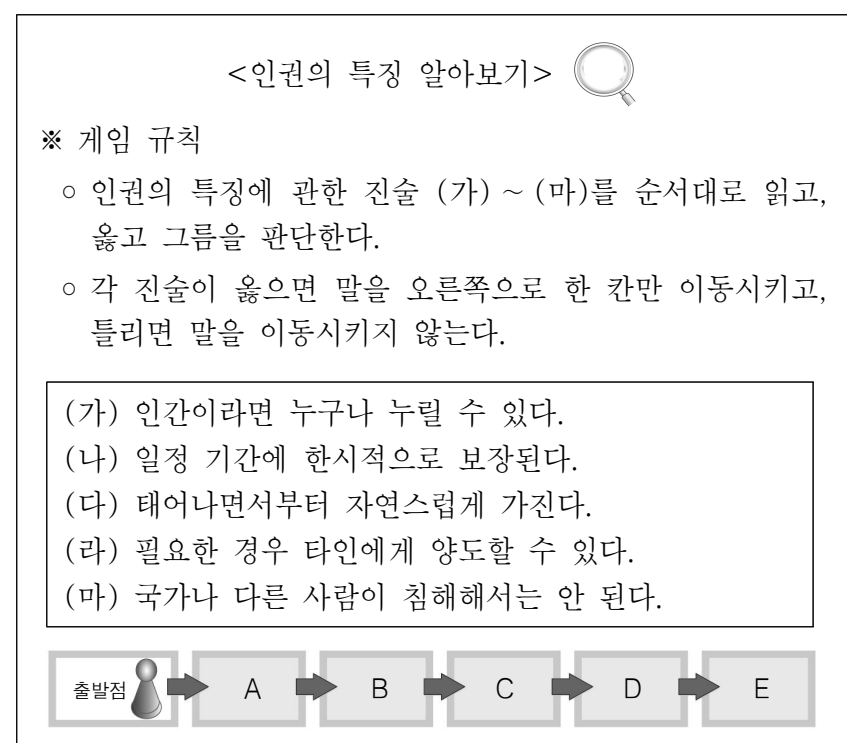 <인권의 특징 알아보기>
※ 게임 규칙
○ 인권의 특징에 관한 진술 (가) ~ (마)를 순서대로 읽고,
옳고 그름을 판단한다.
○ 각 진술이 옳으면 말을 오른쪽으로 한 칸만 이동시키고,
틀리면 말을 이동시키지 않는다.
(가) 인간이라면 누구나 누릴 수 있다.
(나) 일정 기간에 한시적으로 보장된다.
(다) 태어나면서부터 자연스럽게 가진다.
(라) 필요한 경우 타인에게 양도할 수 있다.
(마) 국가나 다른 사람이 침해해서는 안 된다.
출발점 A B C D E